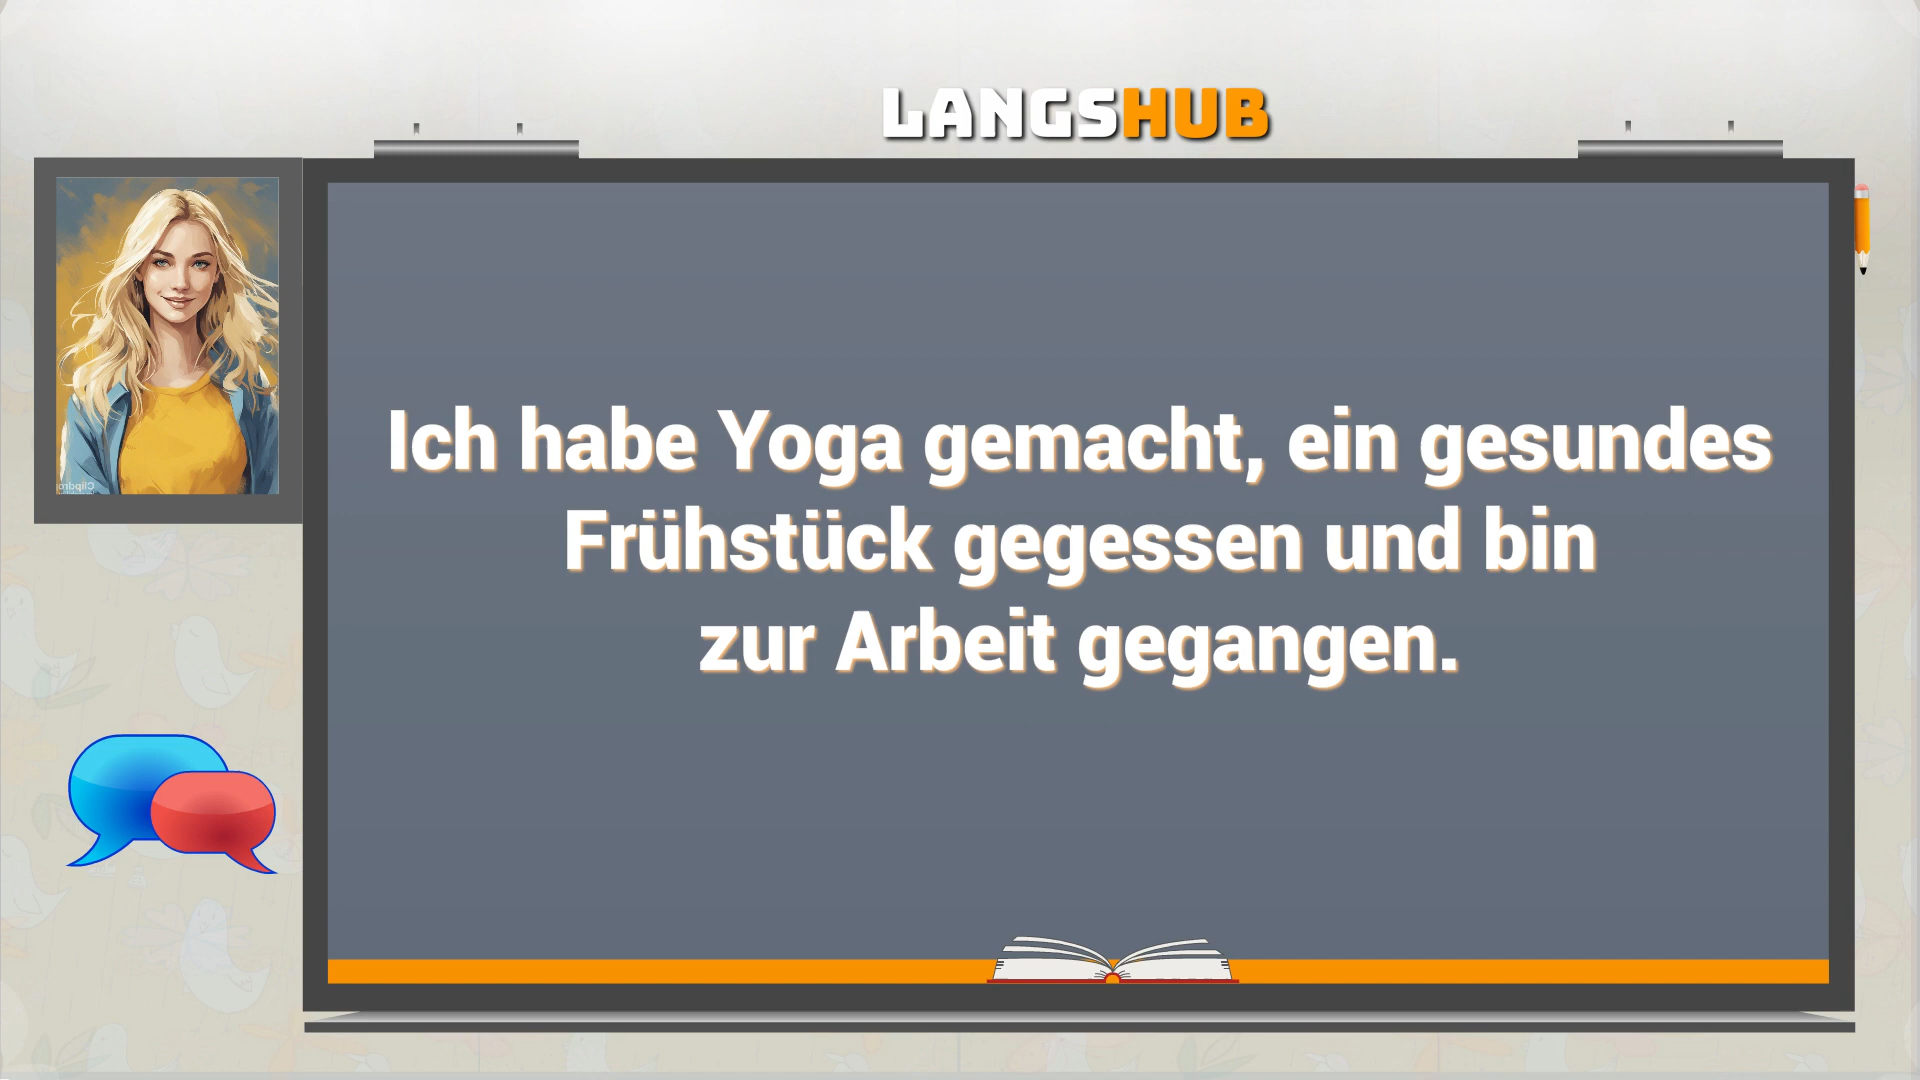 LANGSHUB
Ich habe Yoga gemacht, ein gesundes
Frühstück gegessen und bin
zur Arbeit gegangen.